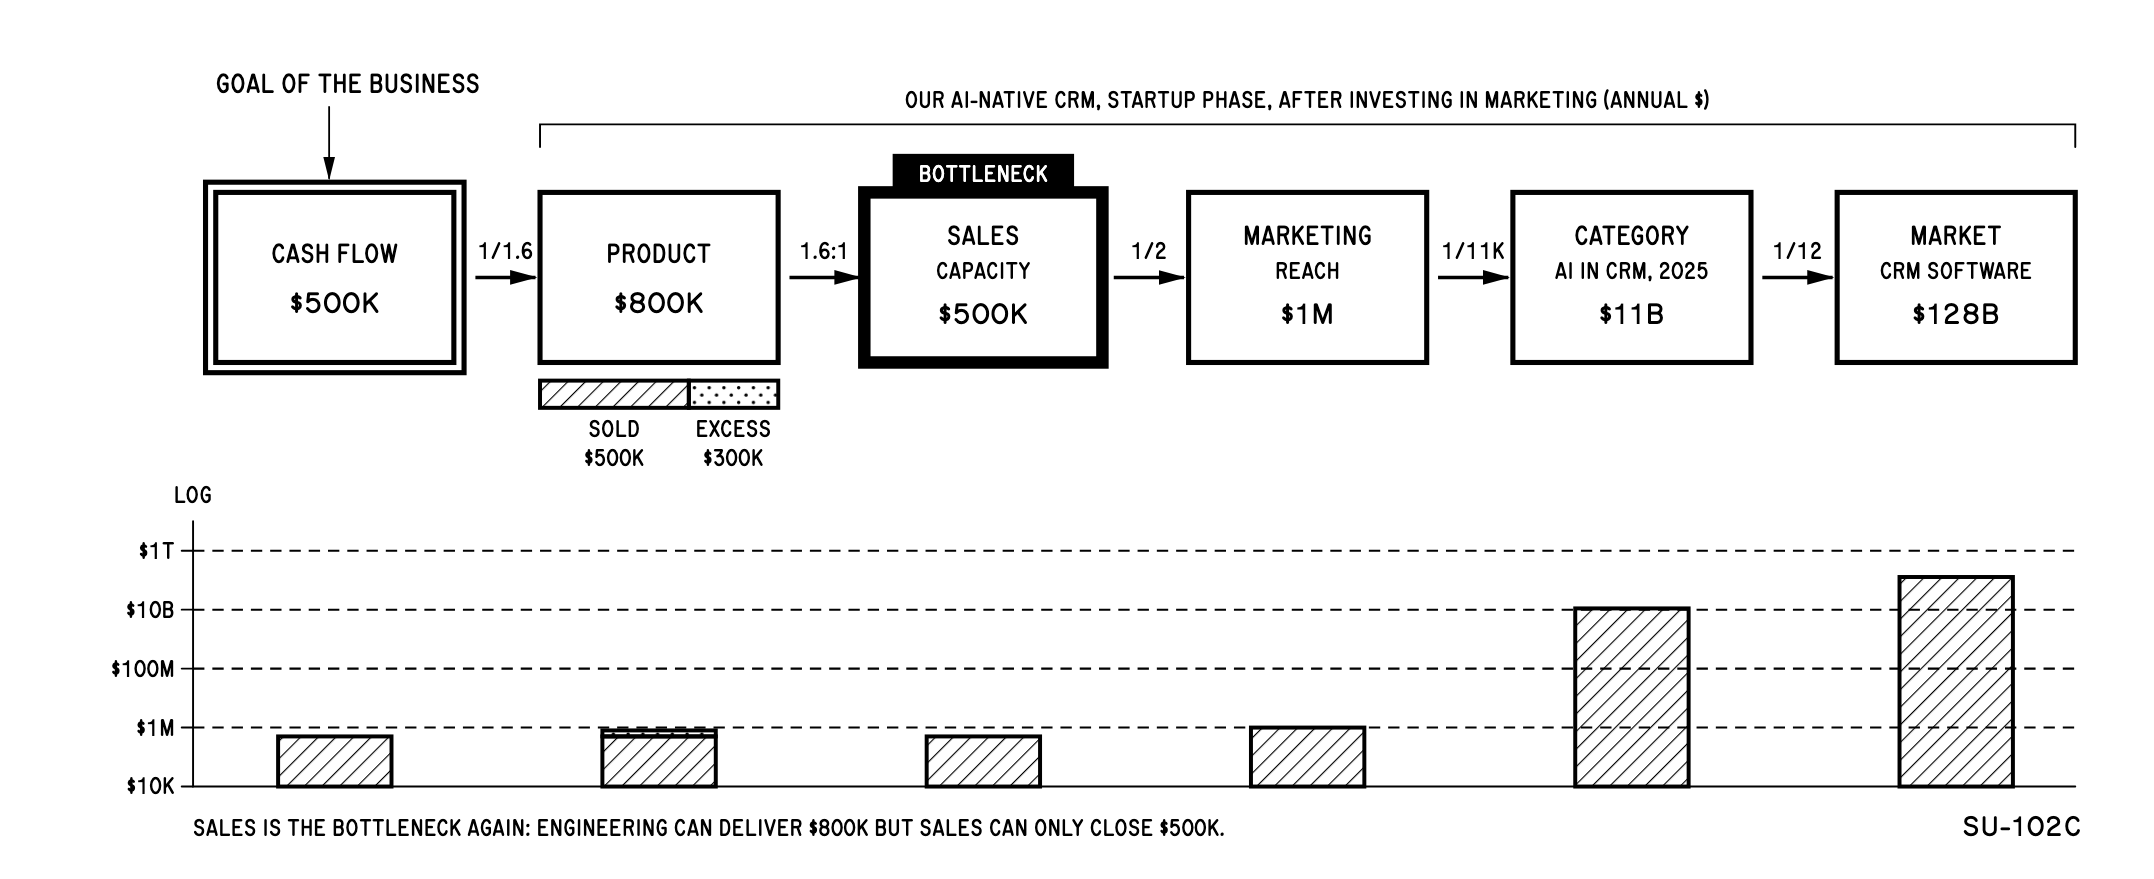 GOAL OF THE BUSINESS
OUR AI-NATIVE CRM, STARTUP PHASE, AFTER INVESTING IN MARKETING (ANNUAL $)
BOTTLENECK
CASH FLOW
$500K
1/1.6
PRODUCT
$800K
1.6:1
SALES
CAPACITY
$500K
1/2
MARKETING
REACH
$1M
1/11K
CATEGORY
AI IN CRM, 2025
$11B
1/12
MARKET
CRM SOFTWARE
$128B
SOLD
$500K
EXCESS
$300K
LOG
$1T
$10B
$100M
$1M
$10K
SALES IS THE BOTTLENECK AGAIN: ENGINEERING CAN DELIVER $800K BUT SALES CAN ONLY CLOSE $500K.
SU-102C